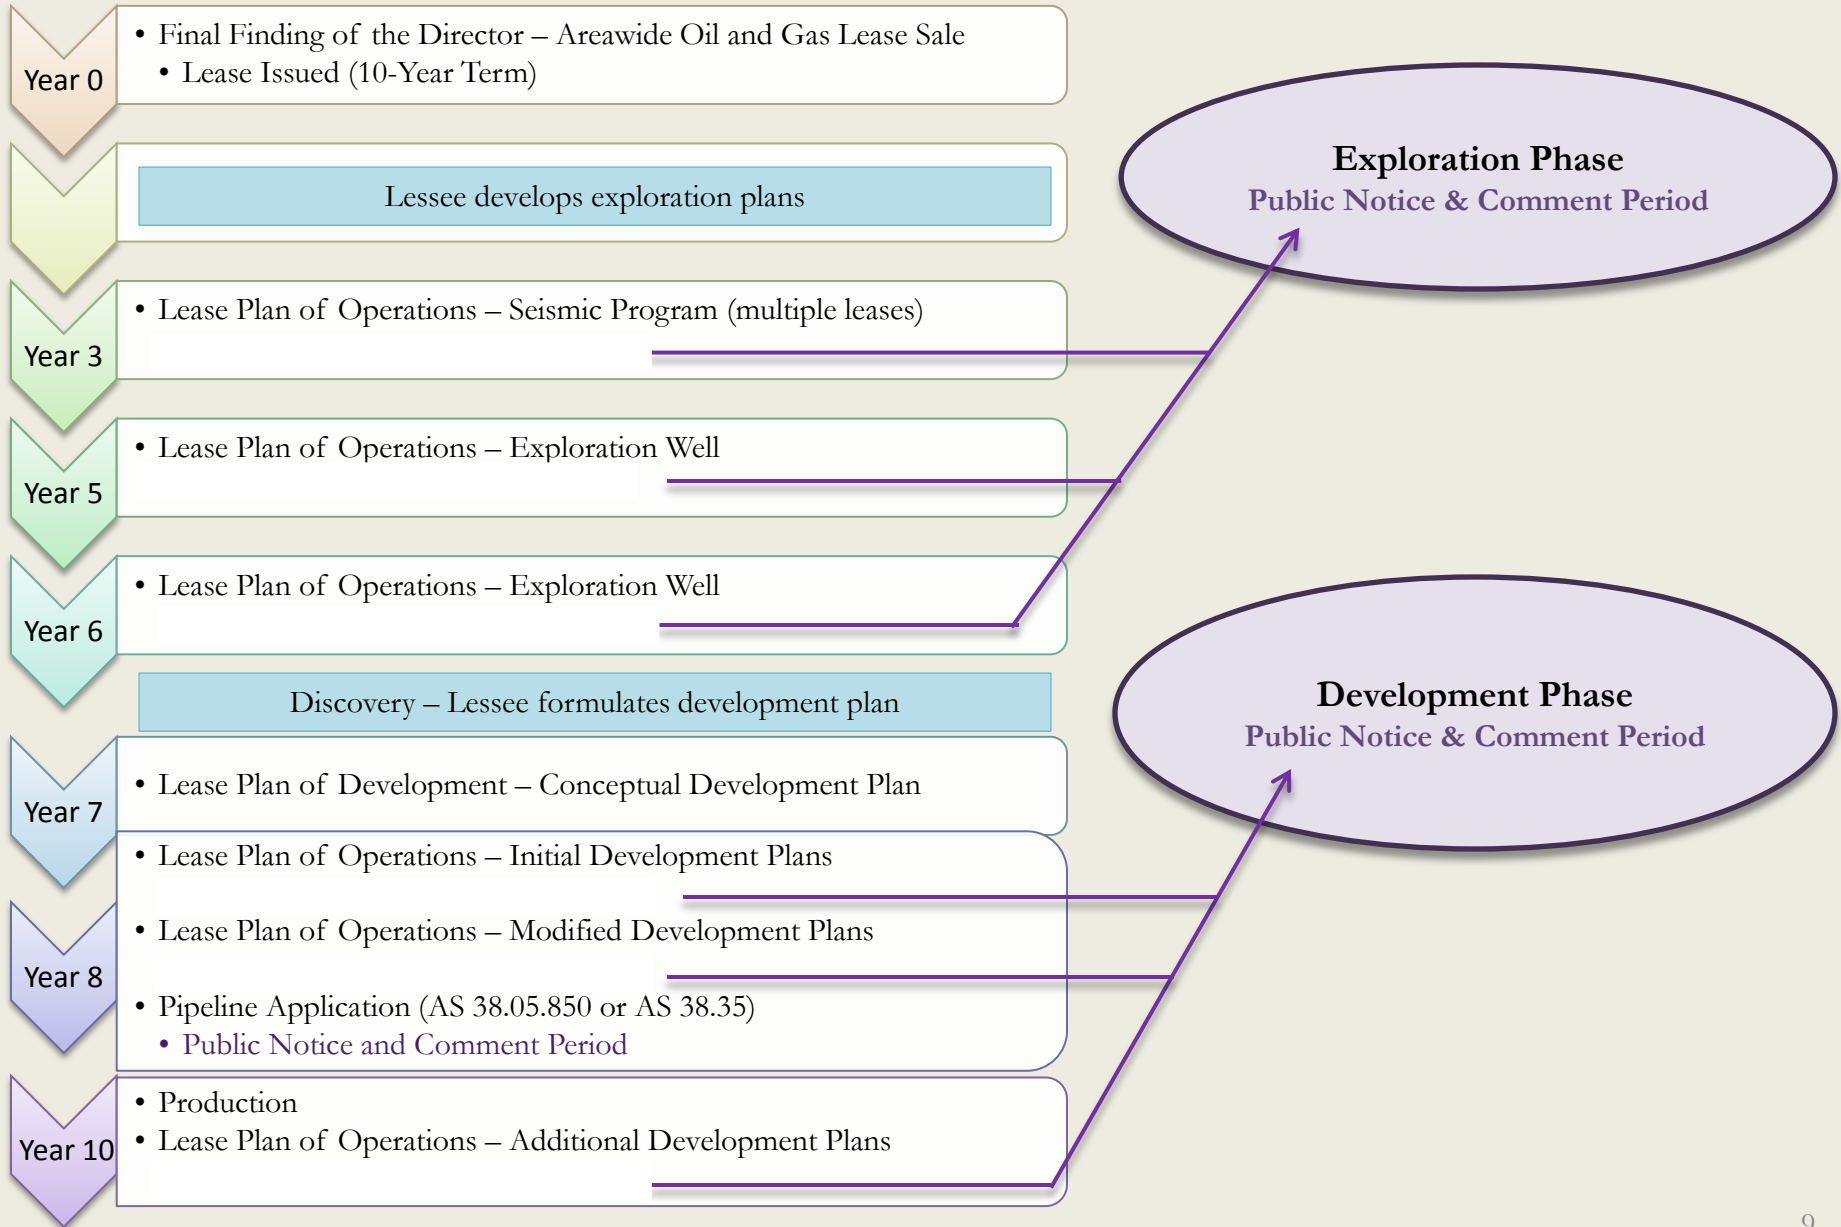 Year 0
• Final Finding of the Director – Areawide Oil and Gas Lease Sale
• Lease Issued (10-Year Term)
Lessee develops exploration plans
Exploration Phase
Public Notice & Comment Period
Year 3
• Lease Plan of Operations – Seismic Program (multiple leases)
Year 5
• Lease Plan of Operations – Exploration Well
Year 6
• Lease Plan of Operations – Exploration Well
Discovery – Lessee formulates development plan
Development Phase
Public Notice & Comment Period
Year 7
• Lease Plan of Development – Conceptual Development Plan
Year 8
• Lease Plan of Operations – Initial Development Plans
• Lease Plan of Operations – Modified Development Plans
• Pipeline Application (AS 38.05.850 or AS 38.35)
• Public Notice and Comment Period
Year 10
• Production
• Lease Plan of Operations – Additional Development Plans
9